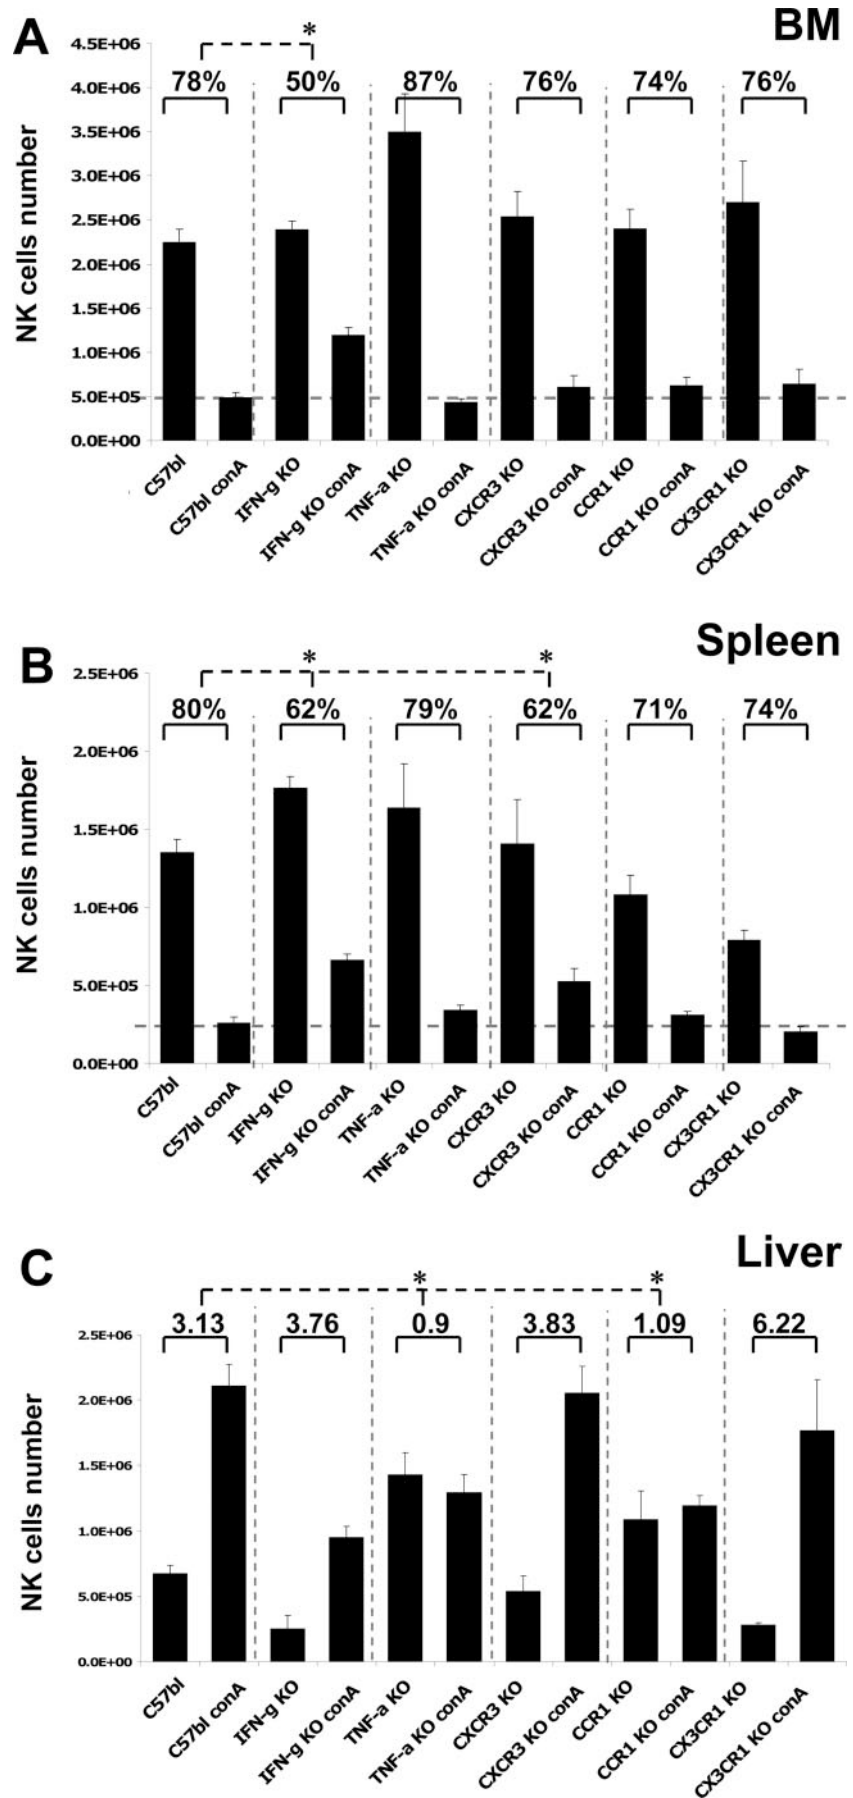 A
BM
*
4.5E+06
4.0E+06
3.5E+06
3.0E+06
2.5E+06
2.0E+06
1.5E+06
1.0E+06
5.0E+05
0.0E+00
NK cells number
78% 50% 87% 76% 74% 76%
C57bl
C57bl conA
IFN-g KO
IFN-g KO conA
TNF-a KO
TNF-a KO conA
CXCR3 KO
CXCR3 KO conA
CCR1 KO
CCR1 KO conA
CX3CR1 KO
CX3CR1 KO conA
B
Spleen
* *
2.5E+06
2.0E+06
1.5E+06
1.0E+06
5.0E+05
0.0E+00
NK cells number
80% 62% 79% 62% 71% 74%
C57bl
C57bl conA
IFN-g KO
IFN-g KO conA
TNF-a KO
TNF-a KO conA
CXCR3 KO
CXCR3 KO conA
CCR1 KO
CCR1 KO conA
CX3CR1 KO
CX3CR1 KO conA
C
Liver
* *
2.5E+06
2.0E+06
1.5E+06
1.0E+06
5.0E+05
0.0E+00
NK cells number
3.13 3.76 0.9 3.83 1.09 6.22
C57bl
C57bl conA
IFN-g KO
IFN-g KO conA
TNF-a KO
TNF-a KO conA
CXCR3 KO
CXCR3 KO conA
CCR1 KO
CCR1 KO conA
CX3CR1 KO
CX3CR1 KO conA